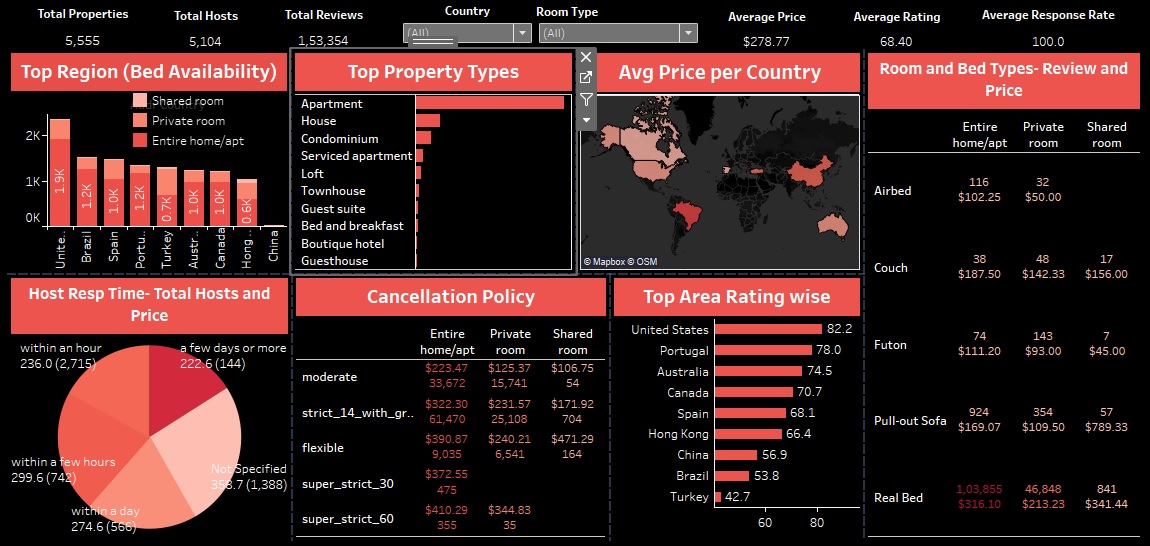 Total Properties
5,555
Total Hosts
5,104
Total Reviews
1,53,354
Country
(All)
Room Type
(All)
Average Price
$278.77
Average Rating
68.40
Average Response Rate
100.0
Top Region (Bed Availability)
Shared room
Private room
Entire home/apt
2K
1K
0K
1.9K
1.2K
1.0K
1.2K
0.7K
1.0K
1.0K
0.6K
Unite..
Brazil
Spain
Portu..
Turkey
Austr..
Canada
Hong ..
China
Top Property Types
Apartment
House
Condominium
Serviced apartment
Loft
Townhouse
Guest suite
Bed and breakfast
Boutique hotel
Guesthouse
Avg Price per Country
© Mapbox © OSM
Room and Bed Types- Review and
Price
Entire home/apt Private room Shared room
Airbed
116 32
$102.25 $50.00
Couch
38 48 17
$187.50 $142.33 $156.00
Futon
74 143 7
$111.20 $93.00 $45.00
Pull-out Sofa
924 354 57
$169.07 $109.50 $789.33
Real Bed
1,03,855 46,848 841
$316.10 $213.23 $341.44
Host Resp Time- Total Hosts and
Price
within an hour
236.0 (2,715)
a few days or more
222.6 (144)
within a few hours
299.6 (742)
Not Specified
(1,388)
within a day
274.6 (566)
Cancellation Policy
Entire home/apt Private room Shared room
moderate
$223.47 $125.37 $106.75
33,672 15,741 54
strict_14_with_gr..
$322.30 $231.57 $171.92
61,470 25,108 704
flexible
$390.87 $240.21 $471.29
9,035 6,541 164
super_strict_30
$372.55
475
super_strict_60
$410.29 $344.83
355 35
Top Area Rating wise
United States 82.2
Portugal 78.0
Australia 74.5
Canada 70.7
Spain 68.1
Hong Kong 66.4
China 56.9
Brazil 53.8
Turkey 42.7
60 80